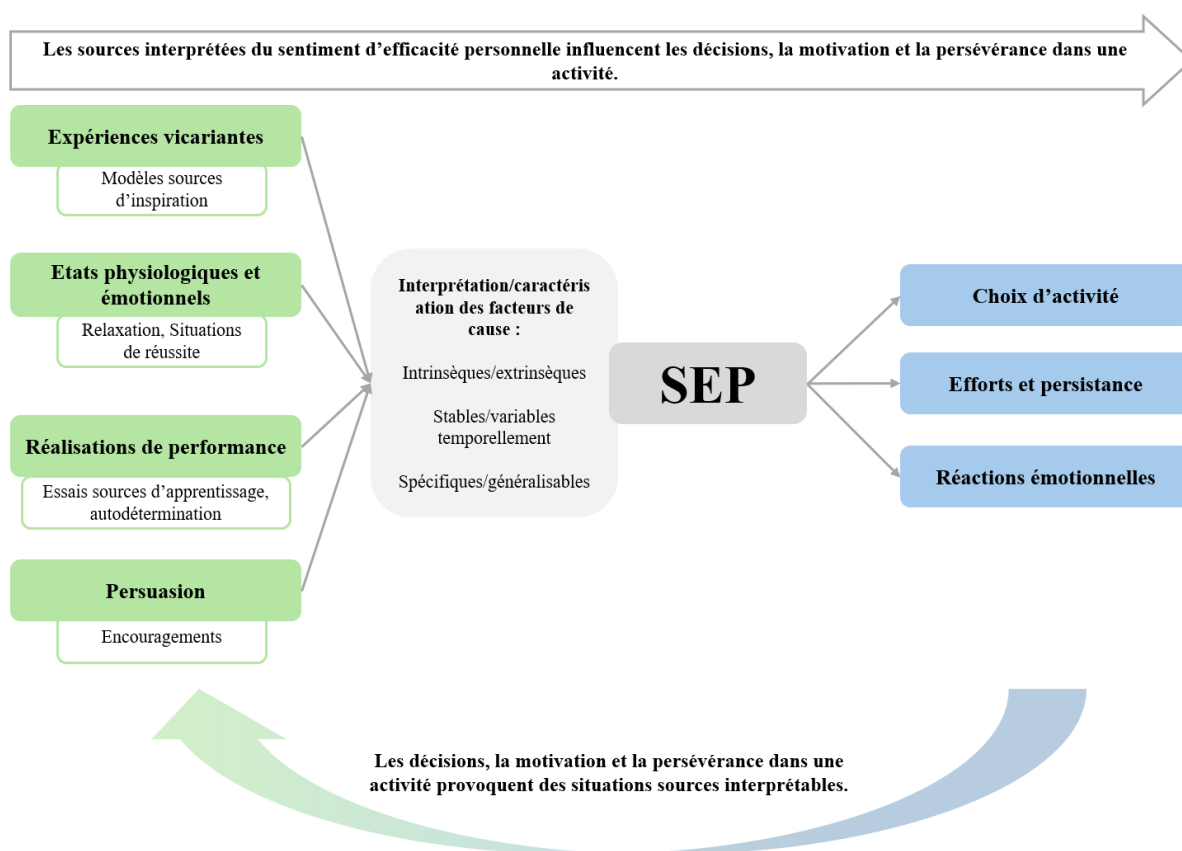 Les sources interprétées du sentiment d’efficacité personnelle influencent les décisions, la motivation et la persévérance dans une
activité.
Expériences vicariantes
Modèles sources
d’inspiration
Etats physiologiques et
émotionnels
Relaxation, Situations
de réussite
Réalisations de performance
Essais sources d’apprentissage,
autodétermination
Persuasion
Encouragements
Interprétation/caractéris
ation des facteurs de
cause :
Intrinsèques/extrinsèques
Stables/variables
temporellement
Spécifiques/généralisables
SEP
Choix d’activité
Efforts et persistance
Réactions émotionnelles
Les décisions, la motivation et la persévérance dans une
activité provoquent des situations sources interprétables.